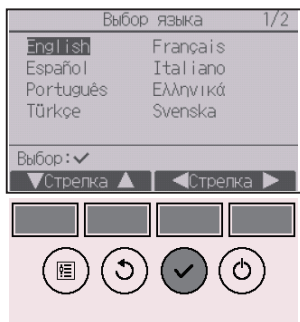 Выбор языка 1/2
English Français
Español Italiano
Português Ελληνικά
Türkçe Svenska
Выбор:✓
▼Стрелка▲ ◀Стрелка▶